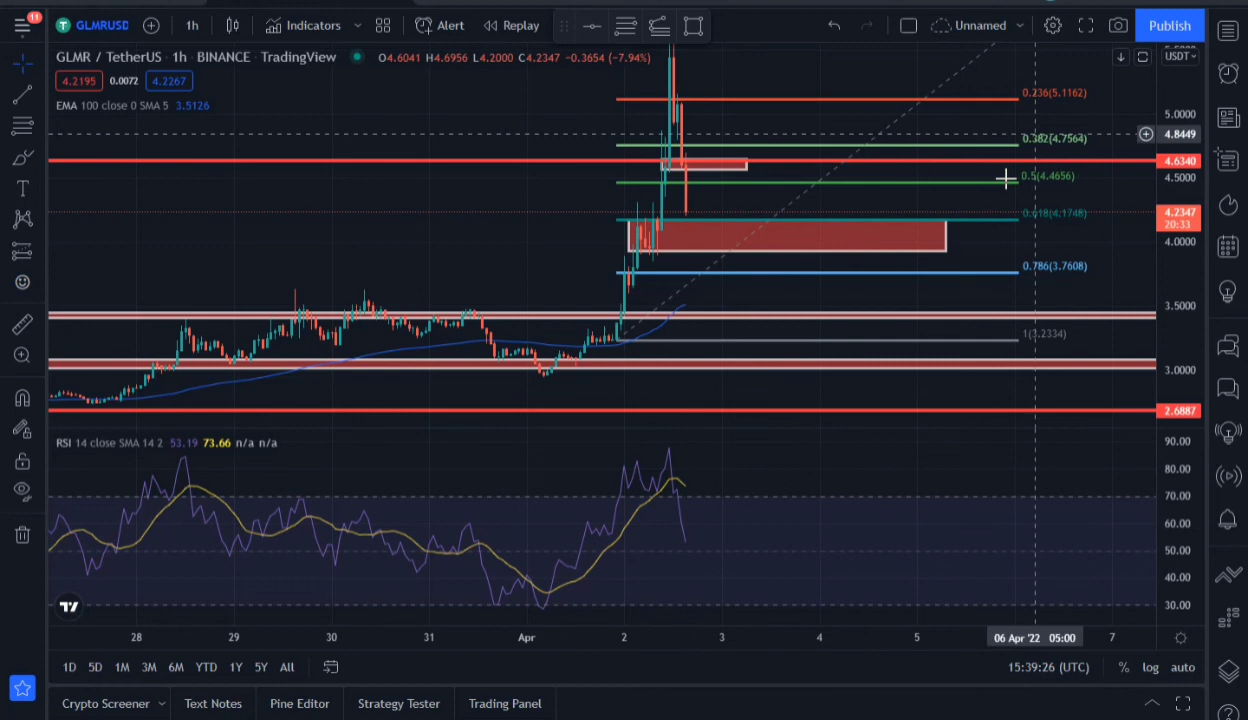 11
GLMRUSD
1h
Indicators
Alert
Replay
Unnamed
Publish
GLMR / TetherUS · 1h · BINANCE · TradingView O4.6041 H4.6956 L4.2000 C4.2347 -0.3654 (-7.94%)
USDT
4.2195 0.0072 4.2267
EMA 100 close 0 SMA 5 3.5126
0.236(5.1162)
0.382(4.7564)
0.5(4.4656)
0.618(4.1748)
0.786(3.7608)
1(3.2334)
5.0000
4.8449
4.6340
4.5000
4.2347
20:33
4.0000
3.5000
3.0000
2.6887
RSI 14 close SMA 14 2 53.19 73.66 n/a n/a
90.00
80.00
70.00
60.00
50.00
40.00
30.00
28 29 30 31 Apr 2 3 4 5 06 Apr '22 05:00 7
1D 5D 1M 3M 6M YTD 1Y 5Y All
15:39:26 (UTC) % log auto
Crypto Screener Text Notes Pine Editor Strategy Tester Trading Panel